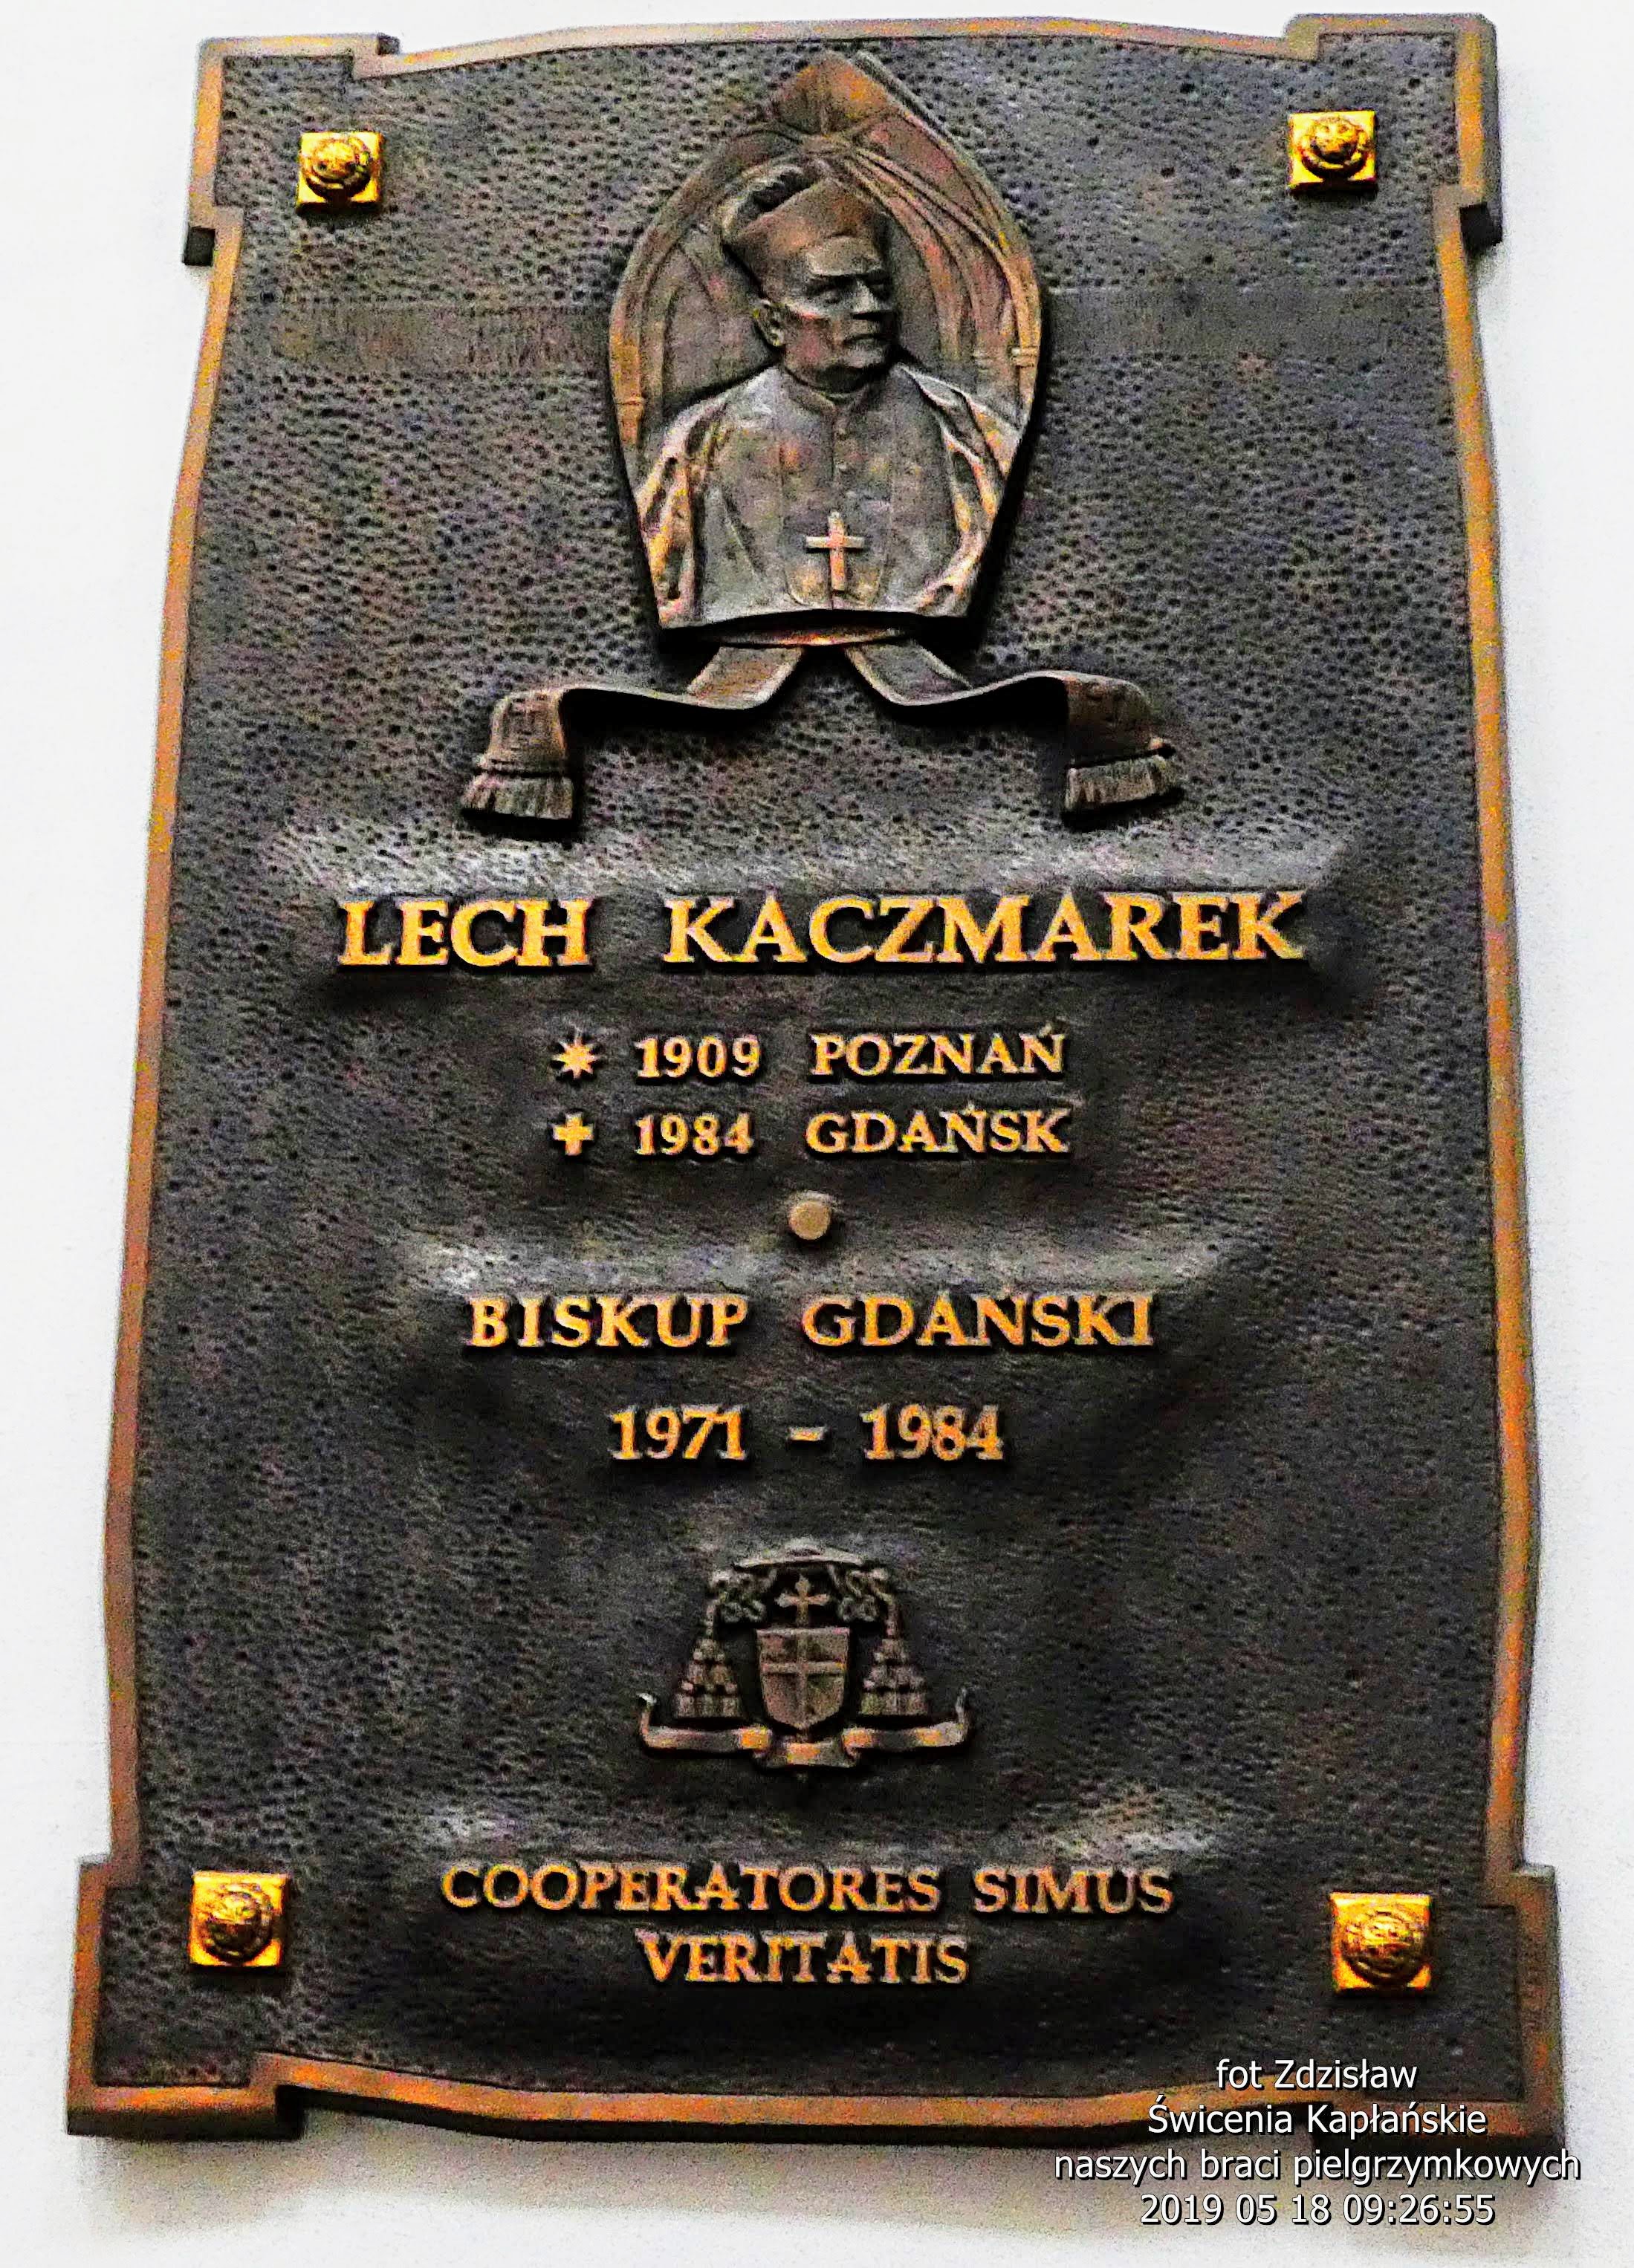 LECH KACZMAREK
✷ 1909 POZNAŃ
✚ 1984 GDAŃSK
BISKUP GDAŃSKI
1971 - 1984
COOPERATORES SIMUS
VERITATIS
fot Zdzisław
Świcenia Kapłańskie
naszych braci pielgrzymkowych
2019 05 18 09:26:55